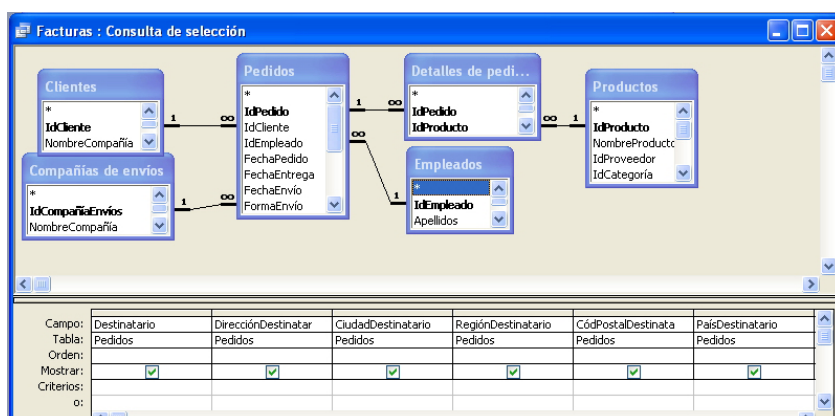 Facturas : Consulta de selección
Clientes
*
IdCliente
NombreCompañía
Compañías de envíos
*
IdCompañíaEnvíos
NombreCompañía
Pedidos
*
IdPedido
IdCliente
IdEmpleado
FechaPedido
FechaEntrega
FechaEnvío
FormaEnvío
Detalles de pedi...
*
IdPedido
IdProducto
Empleados
*
IdEmpleado
Apellidos
Productos
*
IdProducto
NombreProducto
IdProveedor
IdCategoría
1 ∞
1 ∞
1 ∞
∞ 1
∞ 1
Campo: Destinatario DirecciónDestinatar CiudadDestinatario RegiónDestinatario CódPostalDestinata PaísDestinatario
Tabla: Pedidos Pedidos Pedidos Pedidos Pedidos Pedidos
Orden:
Mostrar:
Criterios:
o: